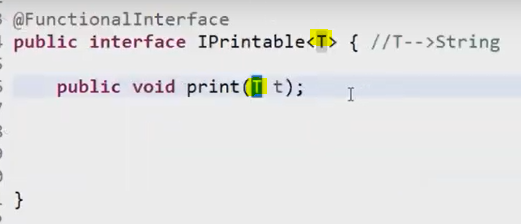 @FunctionalInterface
public interface IPrintable<T> { //T-->String
public void print(T t);
}